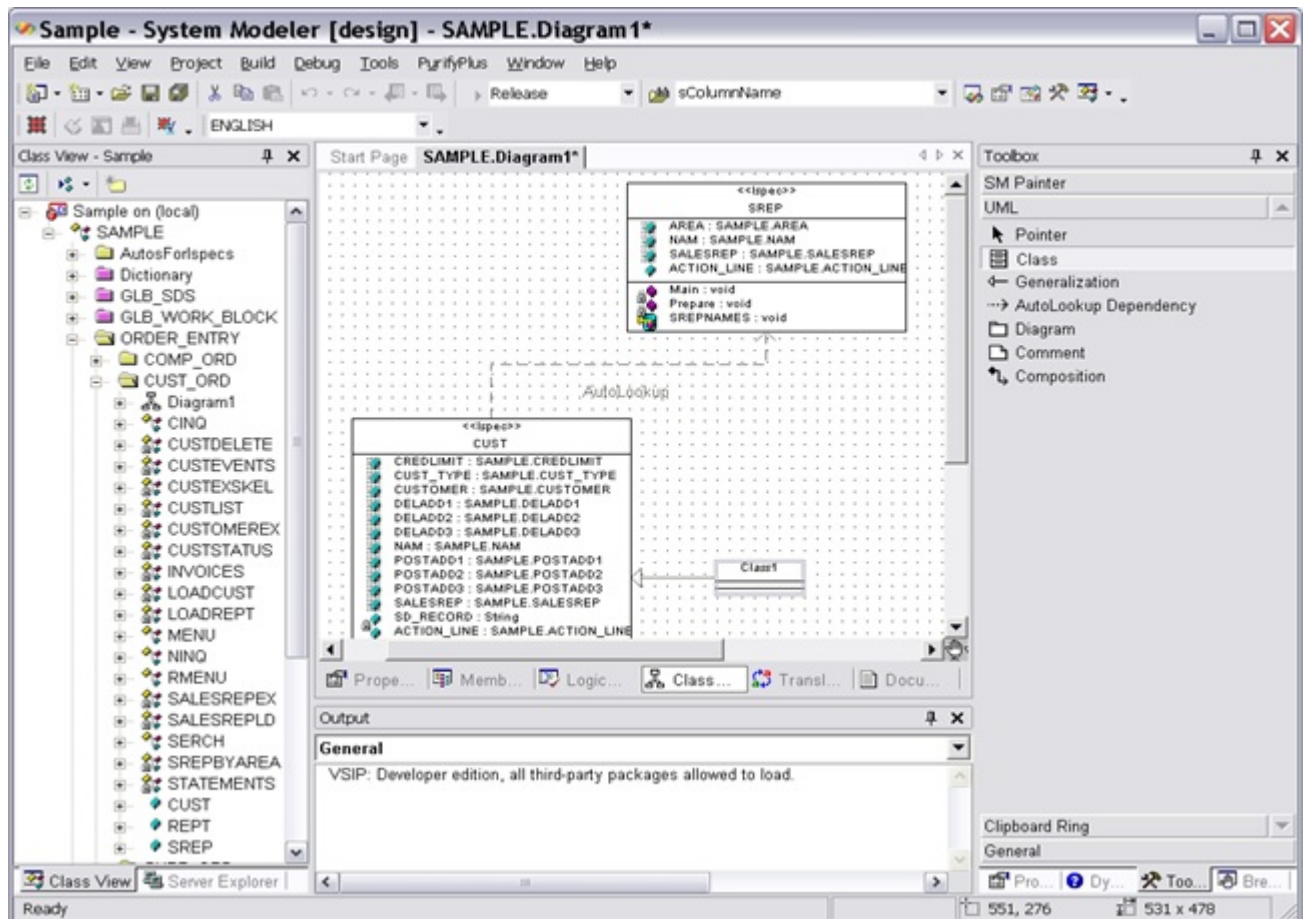 Sample - System Modeler [design] - SAMPLE.Diagram1*
File Edit View Project Build Debug Tools PurifyPlus Window Help
Release sColumnName
ENGLISH
Class View - Sample
Sample on (local)
SAMPLE
AutosForIspecs
Dictionary
GLB_SDS
GLB_WORK_BLOCK
ORDER_ENTRY
COMP_ORD
CUST_ORD
Diagram1
CINQ
CUSTDELETE
CUSTEVENTS
CUSTEXSKEL
CUSTLIST
CUSTOMEREX
CUSTSTATUS
INVOICES
LOADCUST
LOADREPT
MENU
NINQ
RMENU
SALESREPEX
SALESREPLD
SERCH
SREPBYAREA
STATEMENTS
CUST
REPT
SREP
Class View Server Explorer
Start Page SAMPLE.Diagram1*
<<Ispec>>
SREP
AREA : SAMPLE.AREA
NAM : SAMPLE.NAM
SALESREP : SAMPLE.SALESREP
ACTION_LINE : SAMPLE.ACTION_LINE
Main : void
Prepare : void
SREPNAMES : void
AutoLookup
<<Ispec>>
CUST
CREDLIMIT : SAMPLE.CREDLIMIT
CUST_TYPE : SAMPLE.CUST_TYPE
CUSTOMER : SAMPLE.CUSTOMER
DELADD1 : SAMPLE.DELADD1
DELADD2 : SAMPLE.DELADD2
DELADD3 : SAMPLE.DELADD3
NAM : SAMPLE.NAM
POSTADD1 : SAMPLE.POSTADD1
POSTADD2 : SAMPLE.POSTADD2
POSTADD3 : SAMPLE.POSTADD3
SALESREP : SAMPLE.SALESREP
SD_RECORD : String
ACTION_LINE : SAMPLE.ACTION_LINE
Class1
Prope... Memb... Logic... Class... Transl... Docu...
Output
General
VSIP: Developer edition, all third-party packages allowed to load.
Toolbox
SM Painter
UML
Pointer
Class
Generalization
AutoLookup Dependency
Diagram
Comment
Composition
Clipboard Ring
General
Pro... Dy... Too... Bre...
Ready 551, 276 531 x 478